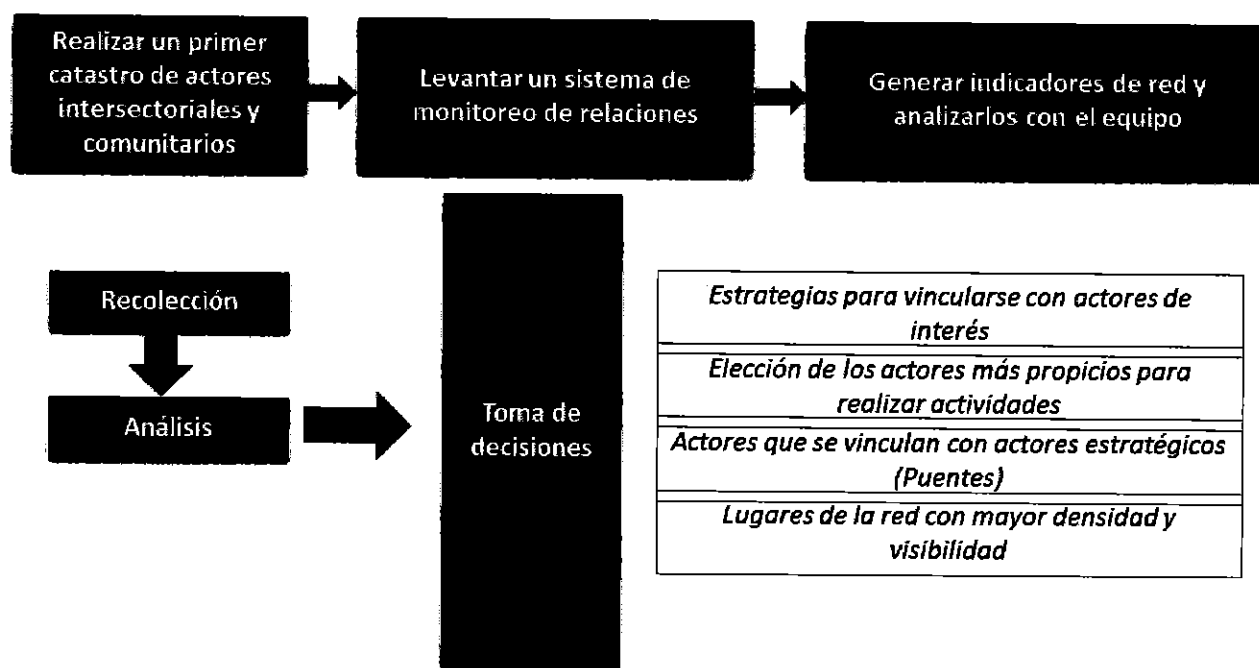 Realizar un primer
catastro de actores
intersectoriales y
comunitarios
Levantar un sistema de
monitoreo de relaciones
Generar indicadores de red y
analizarlos con el equipo
Recolección
Análisis
Toma de
decisiones
Estrategias para vincularse con actores de
interés
Elección de los actores más propicios para
realizar actividades
Actores que se vinculan con actores estratégicos
(Puentes)
Lugares de la red con mayor densidad y
visibilidad